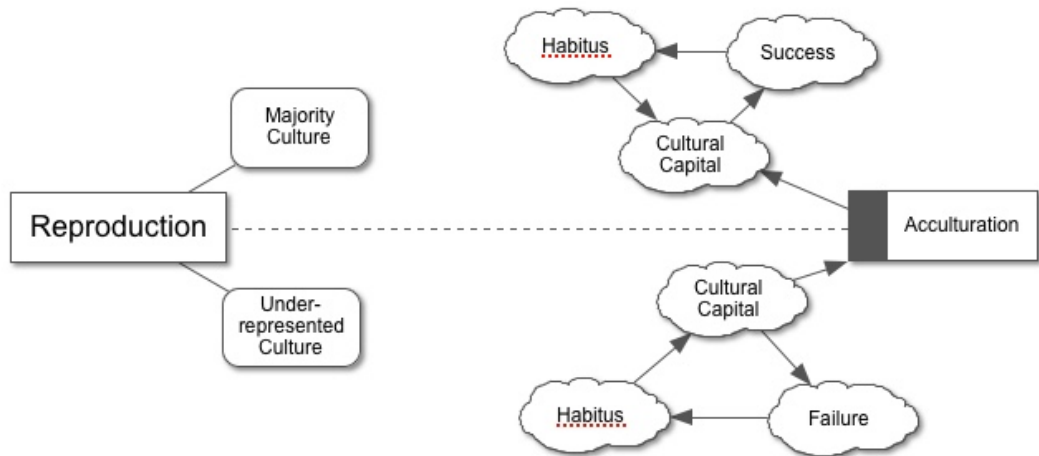 Habitus
Success
Majority
Culture
Cultural
Capital
Reproduction
Acculturation
Cultural
Capital
Under-
represented
Culture
Habitus
Failure